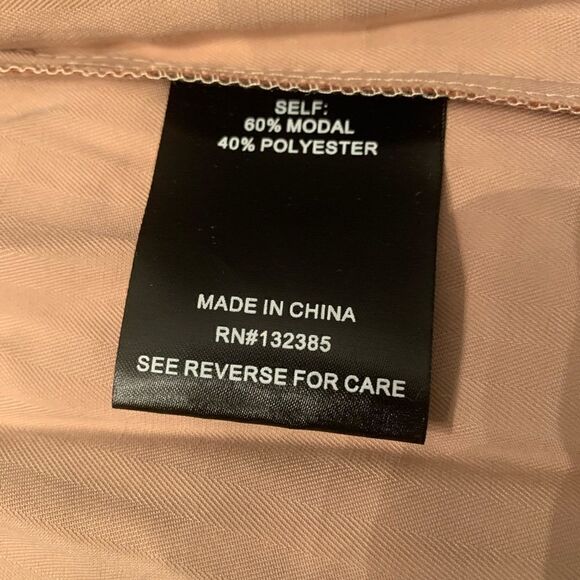 SELF:
60% MODAL
40% POLYESTER
MADE IN CHINA
RN#132385
SEE REVERSE FOR CARE